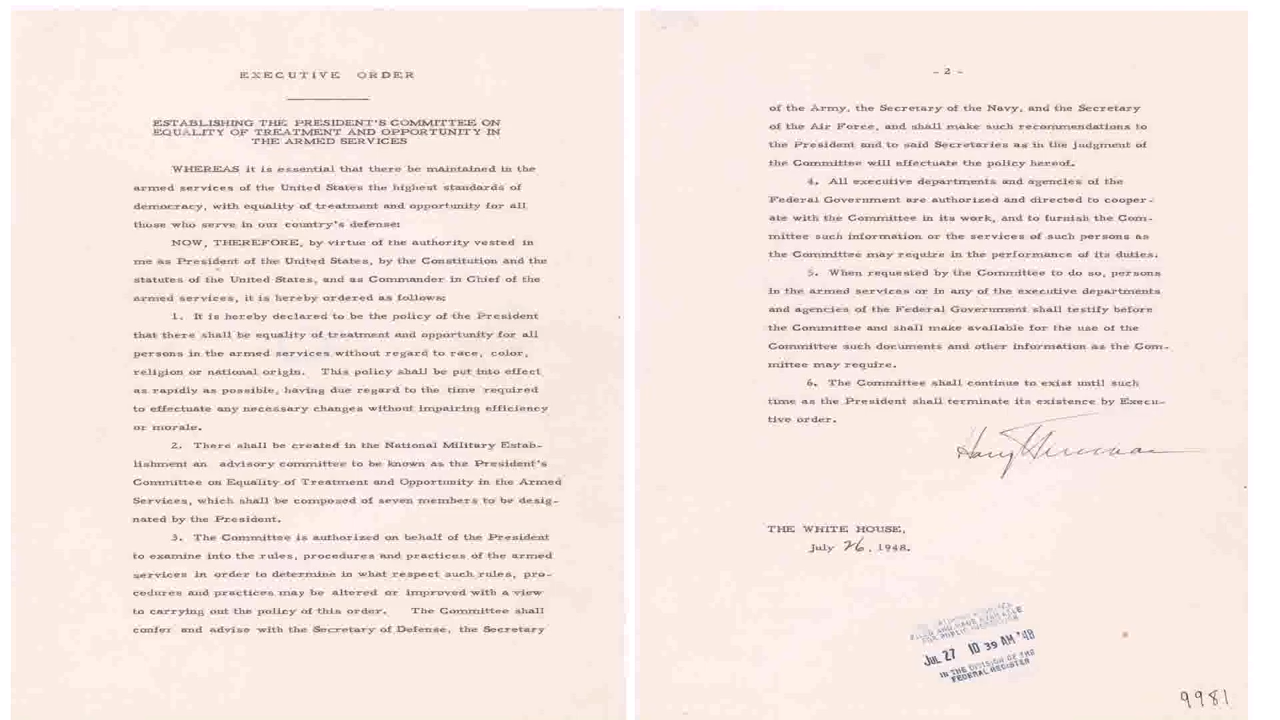 EXECUTIVE ORDER
ESTABLISHING THE PRESIDENT'S COMMITTEE ON
EQUALITY OF TREATMENT AND OPPORTUNITY IN
THE ARMED SERVICES
WHEREAS it is essential that there be maintained in the
armed services of the United States the highest standards of
democracy, with equality of treatment and opportunity for all
those who serve in our country's defense:
NOW, THEREFORE, by virtue of the authority vested in
me as President of the United States, by the Constitution and the
statutes of the United States, and as Commander in Chief of the
armed services, it is hereby ordered as follows:
1. It is hereby declared to be the policy of the President
that there shall be equality of treatment and opportunity for all
persons in the armed services without regard to race, color,
religion or national origin. This policy shall be put into effect
as rapidly as possible, having due regard to the time required
to effectuate any necessary changes without impairing efficiency
or morale.
2. There shall be created in the National Military Estab-
lishment an advisory committee to be known as the President's
Committee on Equality of Treatment and Opportunity in the Armed
Services, which shall be composed of seven members to be desig-
nated by the President.
3. The Committee is authorized on behalf of the President
to examine into the rules, procedures and practices of the armed
services in order to determine in what respect such rules, pro-
cedures and practices may be altered or improved with a view
to carrying out the policy of this order. The Committee shall
confer and advise with the Secretary of Defense, the Secretary
- 2 -
of the Army, the Secretary of the Navy, and the Secretary
of the Air Force, and shall make such recommendations to
the President and to said Secretaries as in the judgment of
the Committee will effectuate the policy hereof.
4. All executive departments and agencies of the
Federal Government are authorized and directed to cooper-
ate with the Committee in its work, and to furnish the Com-
mittee such information or the services of such persons as
the Committee may require in the performance of its duties.
5. When requested by the Committee to do so, persons
in the armed services or in any of the executive departments
and agencies of the Federal Government shall testify before
the Committee and shall make available for the use of the
Committee such documents and other information as the Com-
mittee may require.
6. The Committee shall continue to exist until such
time as the President shall terminate its existence by Execu-
tive order.
Harry Truman
THE WHITE HOUSE,
July 26, 1948.
FILED AND MADE AVAILABLE
FOR PUBLIC INSPECTION
JUL 27 10 39 AM '48
IN THE DIVISION OF THE
FEDERAL REGISTER
9981